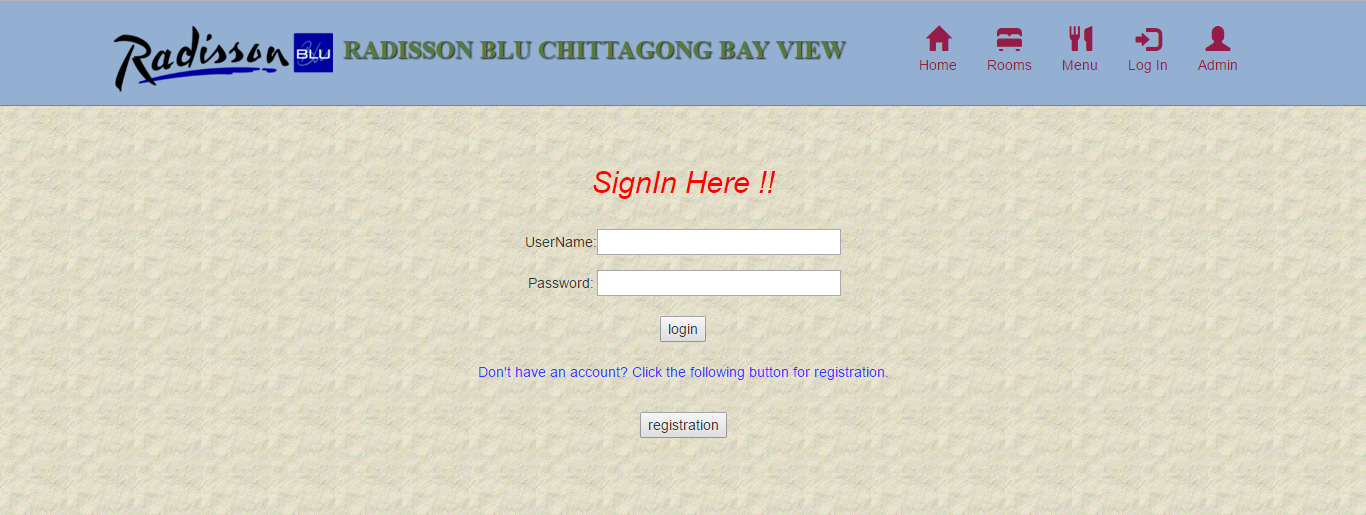 Radisson BLU RADISSON BLU CHITTAGONG BAY VIEW
Home Rooms Menu Log In Admin
SignIn Here !!
UserName:
Password:
login
Don't have an account? Click the following button for registration.
registration